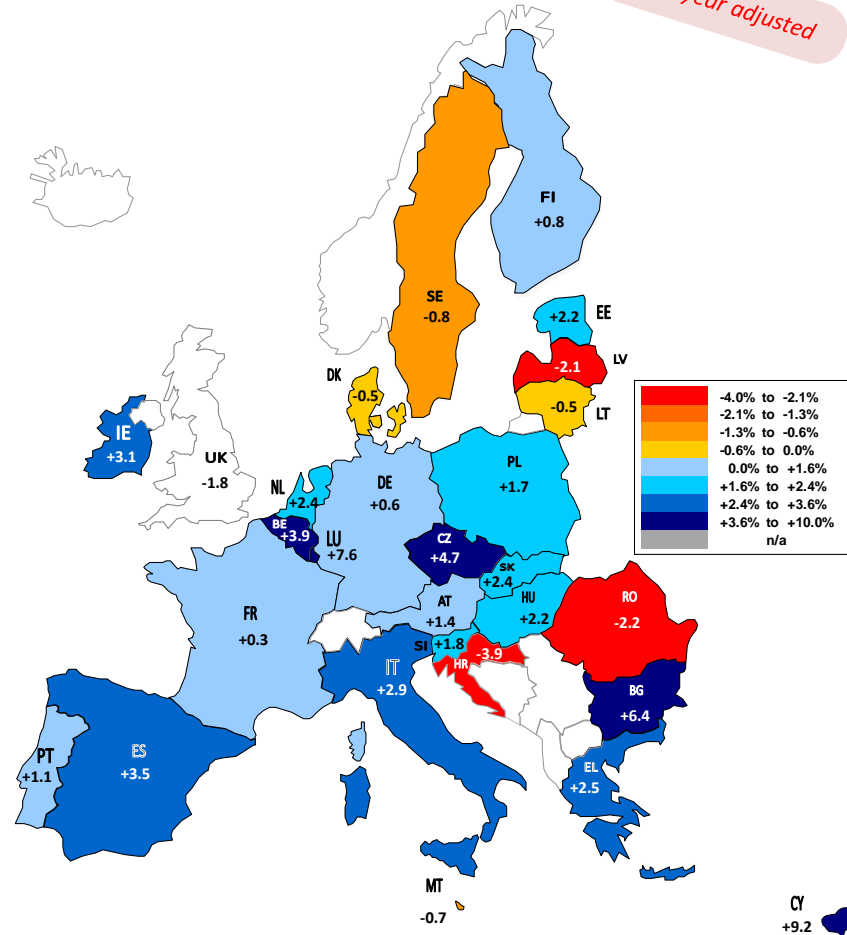 year adjusted
FI
+0.8
SE
-0.8
EE
+2.2
LV
-2.1
DK
-0.5
LT
-0.5
-4.0% to -2.1%
-2.1% to -1.3%
-1.3% to -0.6%
-0.6% to 0.0%
0.0% to +1.6%
+1.6% to +2.4%
+2.4% to +3.6%
+3.6% to +10.0%
n/a
IE
+3.1
UK
-1.8
NL
+2.4
DE
+0.6
PL
+1.7
BE
+3.9
LU
+7.6
CZ
+4.7
SK
+2.4
AT
+1.4
HU
+2.2
RO
-2.2
FR
+0.3
SI
+1.8
HR
-3.9
IT
+2.9
BG
+6.4
PT
+1.1
ES
+3.5
EL
+2.5
MT
-0.7
CY
+9.2